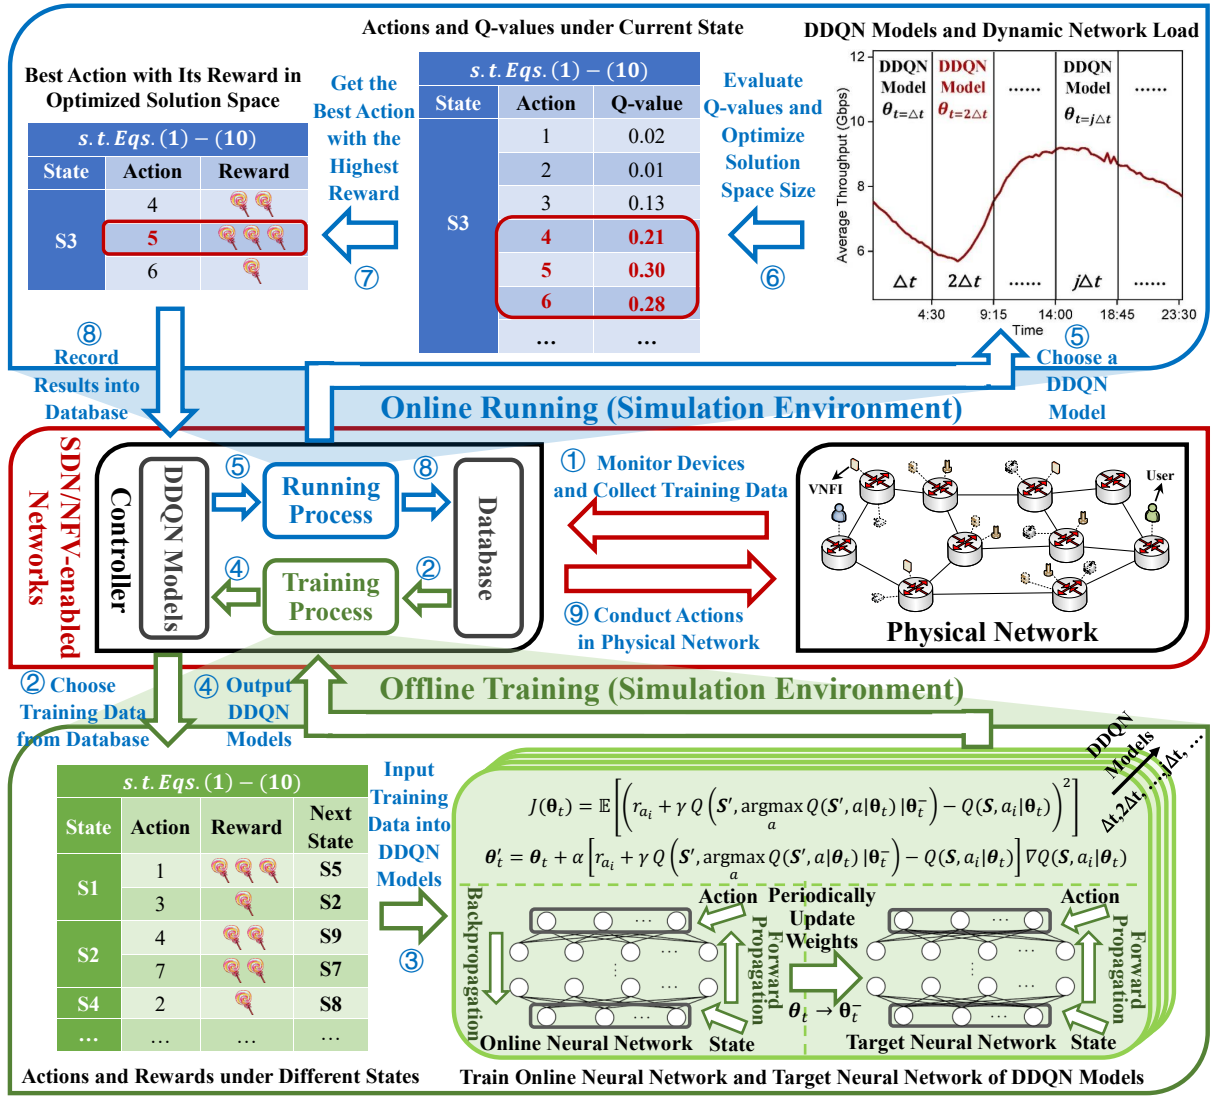 Actions and Q-values under Current State
DDQN Models and Dynamic Network Load
Best Action with Its Reward in
Optimized Solution Space
s.t.Eqs.(1)−(10)
State Action Reward
S3
4
5
6
Get the
Best Action
with the
Highest
Reward
⑦
s.t.Eqs.(1)−(10)
State Action Q-value
S3
1 0.02
2 0.01
3 0.13
4 0.21
5 0.30
6 0.28
... ...
Evaluate
Q-values and
Optimize
Solution
Space Size
⑥
Average Throughput (Gbps)
12
10
8
6
DDQN
Model
θt=Δt
DDQN
Model
θt=2Δt
......
DDQN
Model
θt=jΔt
......
Δt 2Δt ...... jΔt ......
4:30 9:15 14:00 18:45 23:30
Time
⑧
Record
Results into
Database
⑤
Choose a
DDQN
Model
Online Running (Simulation Environment)
SDN/NFV-enabled
Networks
Controller
DDQN Models
⑤
Running
Process
⑧
Database
④
Training
Process
②
① Monitor Devices
and Collect Training Data
⑨ Conduct Actions
in Physical Network
VNFI
User
Physical Network
② Choose
Training Data
from Database
④ Output
DDQN
Models
Offline Training (Simulation Environment)
s.t.Eqs.(1)−(10)
State Action Reward Next
State
S1
1 S5
3 S2
S2
4 S9
7 S7
S4 2 S8
... ... ... ...
Actions and Rewards under Different States
Input
Training
Data into
DDQN
Models
③
DDQN
Models
Δt,2Δt, ...,jΔt, ...
J(θt) = 𝔼[(r_ai + γ Q(S′, argmax_a Q(S′, a|θt) |θt−) − Q(S, ai|θt))²]
θt′ = θt + α[r_ai + γ Q(S′, argmax_a Q(S′, a|θt) |θt−) − Q(S, ai|θt)] ∇Q(S, ai|θt)
Backpropagation
Action
...
...
...
...
Forward
Propagation
State
Online Neural Network
Periodically
Update
Weights
θt → θt−
Action
...
...
...
...
Forward
Propagation
State
Target Neural Network
Train Online Neural Network and Target Neural Network of DDQN Models